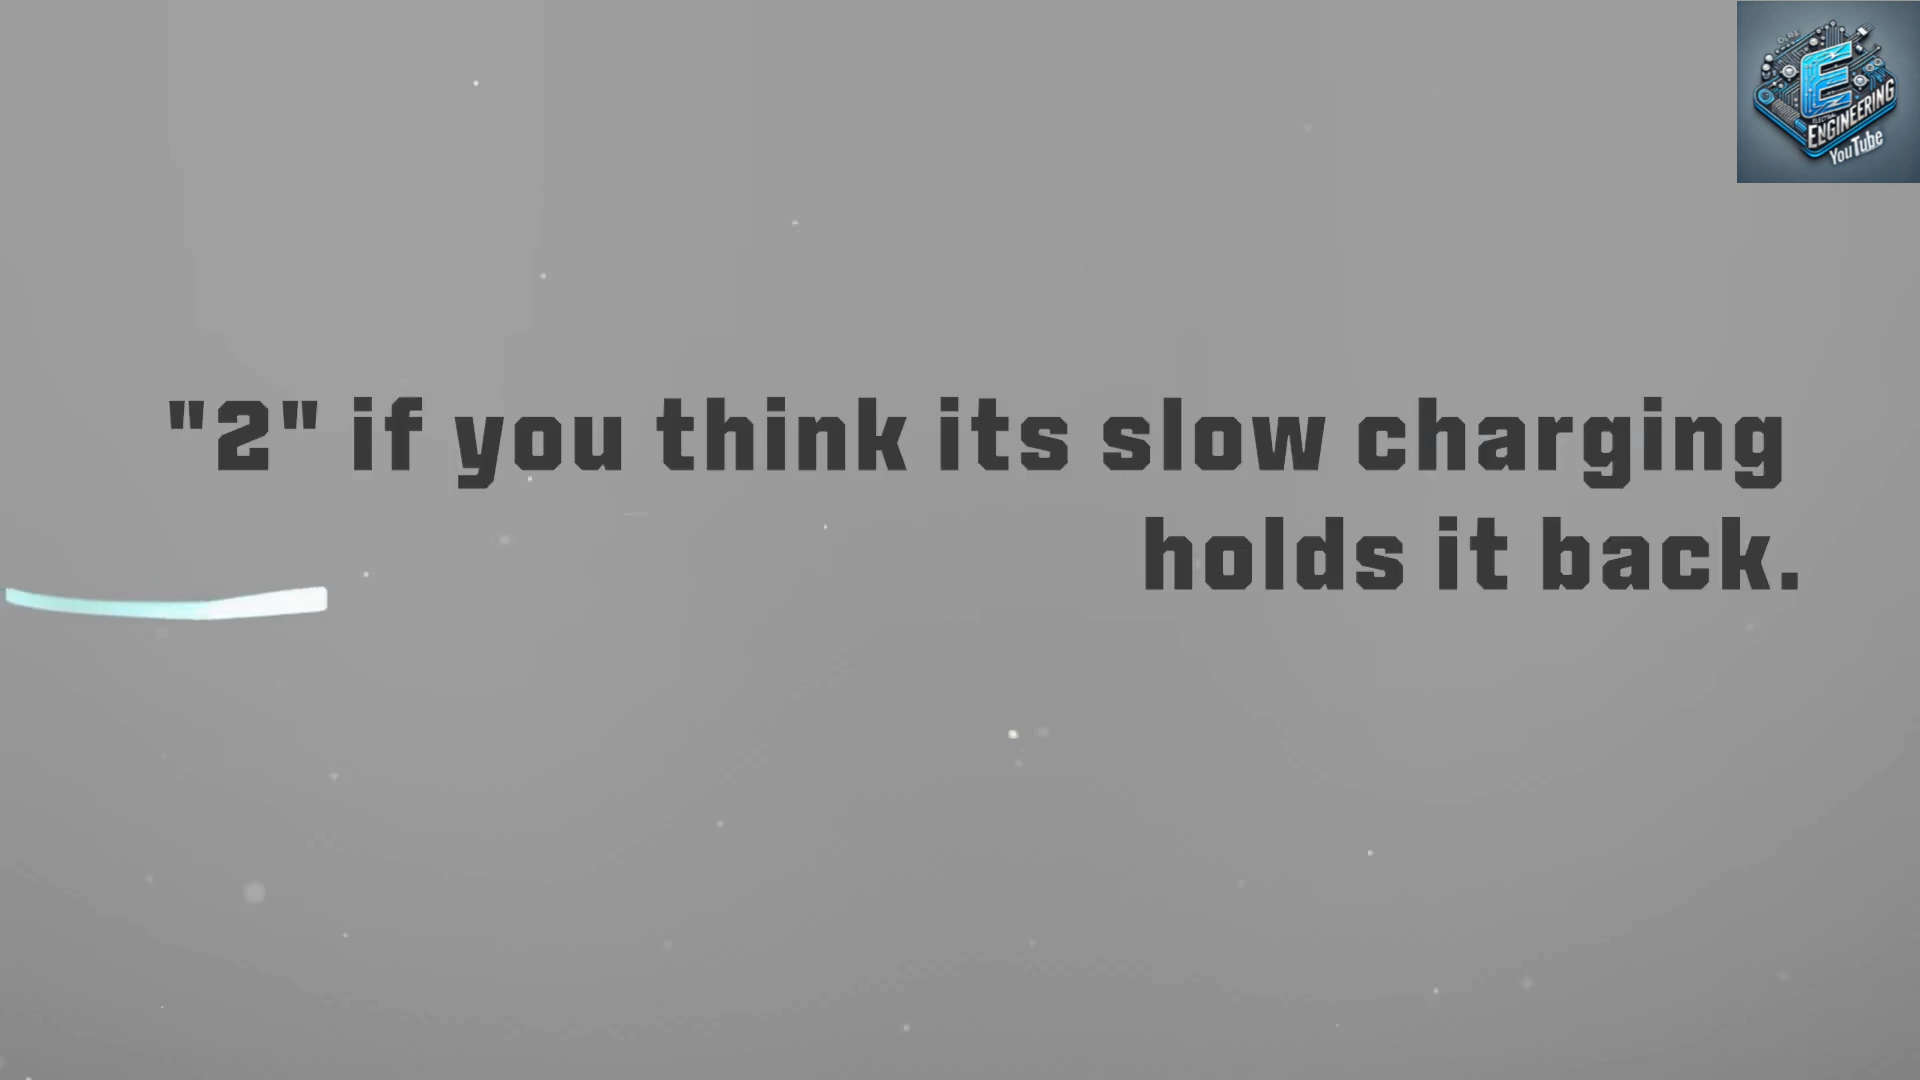 "2" if you think its slow charging
holds it back.
E
ENGINEERING
YouTube